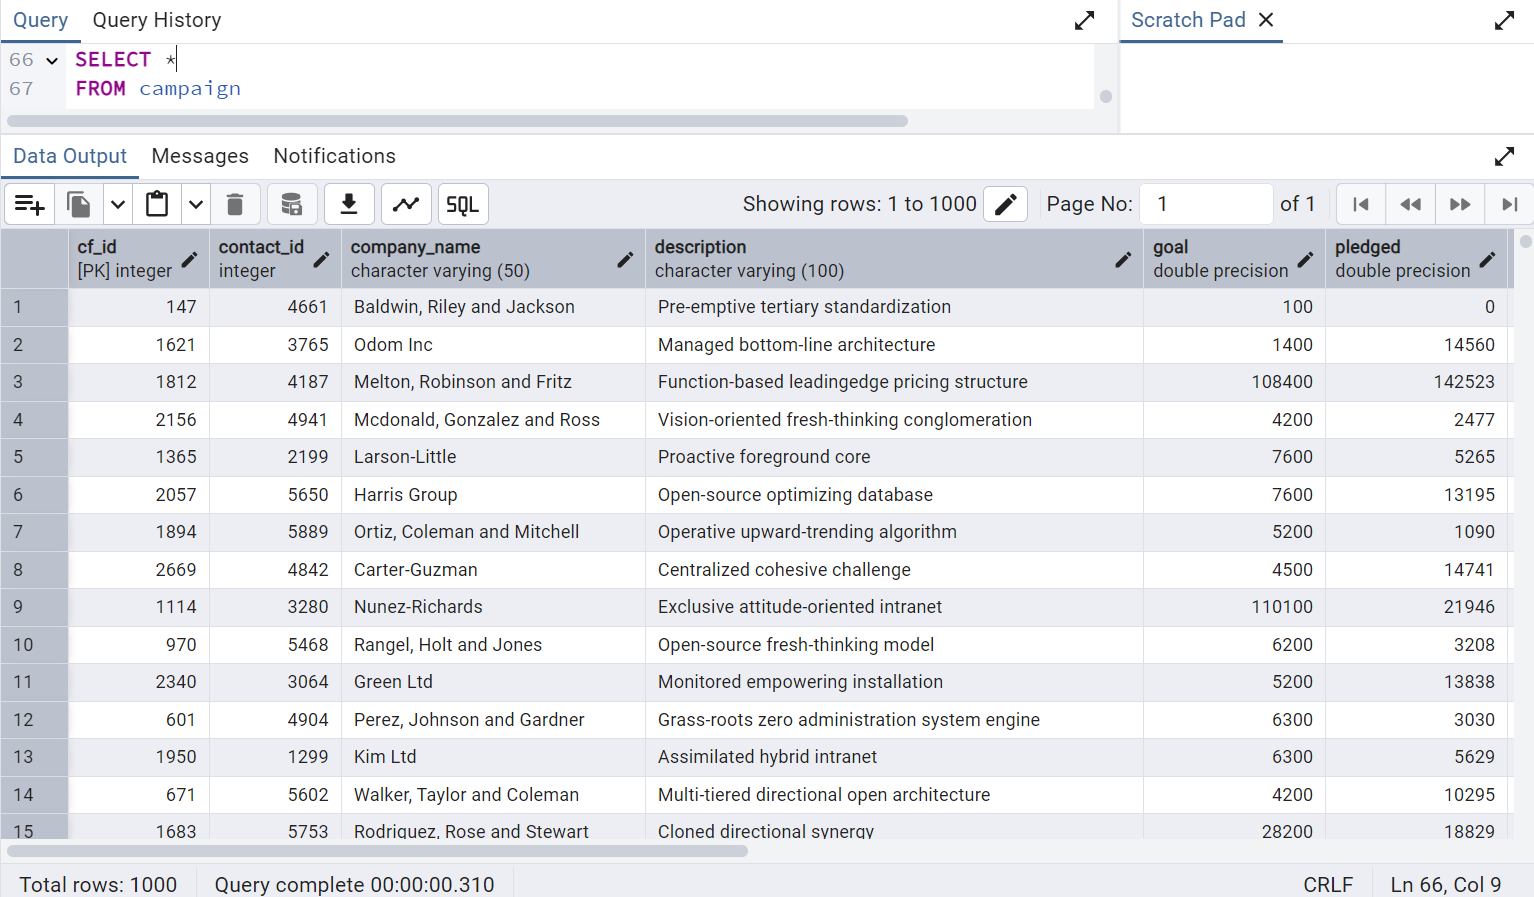 Query Query History Scratch Pad
66 SELECT *
67 FROM campaign
Data Output Messages Notifications
SQL Showing rows: 1 to 1000 Page No: 1 of 1
cf_id contact_id company_name description goal pledged
[PK] integer integer character varying (50) character varying (100) double precision double precision
1 147 4661 Baldwin, Riley and Jackson Pre-emptive tertiary standardization 100 0
2 1621 3765 Odom Inc Managed bottom-line architecture 1400 14560
3 1812 4187 Melton, Robinson and Fritz Function-based leadingedge pricing structure 108400 142523
4 2156 4941 Mcdonald, Gonzalez and Ross Vision-oriented fresh-thinking conglomeration 4200 2477
5 1365 2199 Larson-Little Proactive foreground core 7600 5265
6 2057 5650 Harris Group Open-source optimizing database 7600 13195
7 1894 5889 Ortiz, Coleman and Mitchell Operative upward-trending algorithm 5200 1090
8 2669 4842 Carter-Guzman Centralized cohesive challenge 4500 14741
9 1114 3280 Nunez-Richards Exclusive attitude-oriented intranet 110100 21946
10 970 5468 Rangel, Holt and Jones Open-source fresh-thinking model 6200 3208
11 2340 3064 Green Ltd Monitored empowering installation 5200 13838
12 601 4904 Perez, Johnson and Gardner Grass-roots zero administration system engine 6300 3030
13 1950 1299 Kim Ltd Assimilated hybrid intranet 6300 5629
14 671 5602 Walker, Taylor and Coleman Multi-tiered directional open architecture 4200 10295
15 1683 5753 Rodriguez, Rose and Stewart Cloned directional synergy 28200 18829
Total rows: 1000 Query complete 00:00:00.310 CRLF Ln 66, Col 9